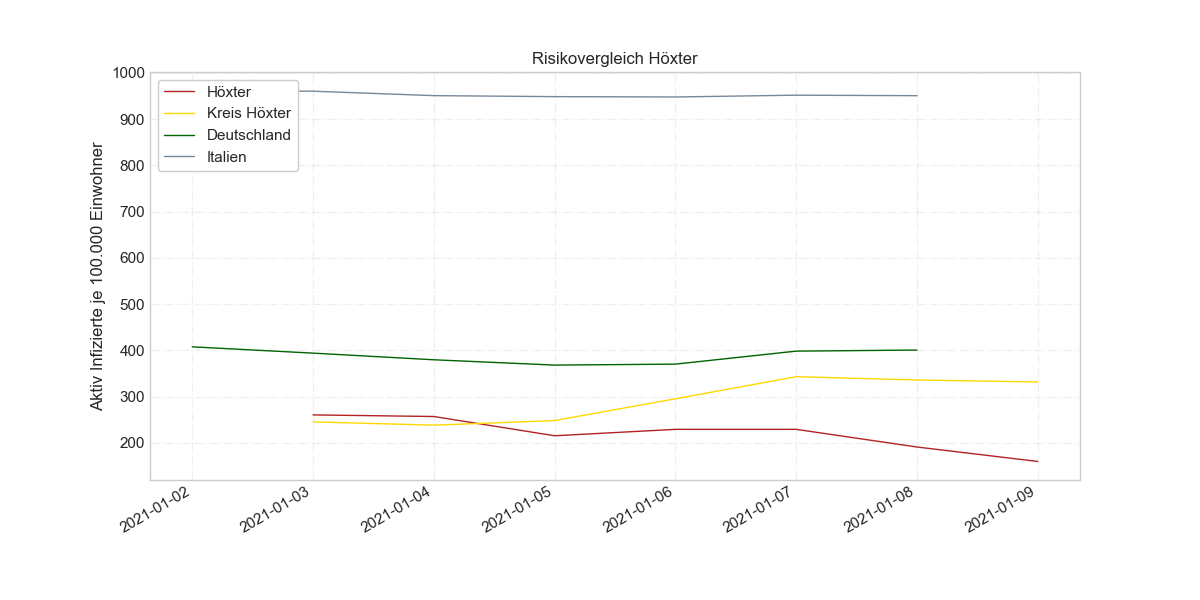 Risikovergleich Höxter
Aktiv Infizierte je 100.000 Einwohner
1000
900
800
700
600
500
400
300
200
Höxter
Kreis Höxter
Deutschland
Italien
2021-01-02
2021-01-03
2021-01-04
2021-01-05
2021-01-06
2021-01-07
2021-01-08
2021-01-09